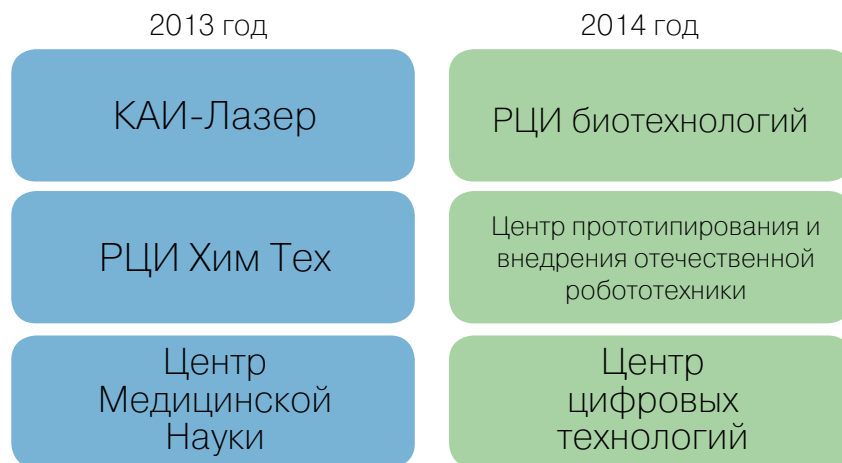 2013 год
КАИ-Лазер
РЦИ Хим Тех
Центр
Медицинской
Науки
2014 год
РЦИ биотехнологий
Центр прототипирования и
внедрения отечественной
робототехники
Центр
цифровых
технологий